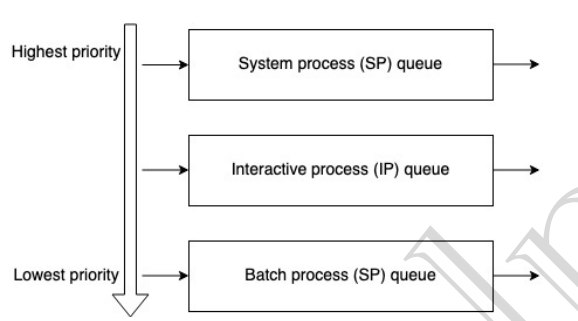 Highest priority
System process (SP) queue
Interactive process (IP) queue
Lowest priority
Batch process (SP) queue